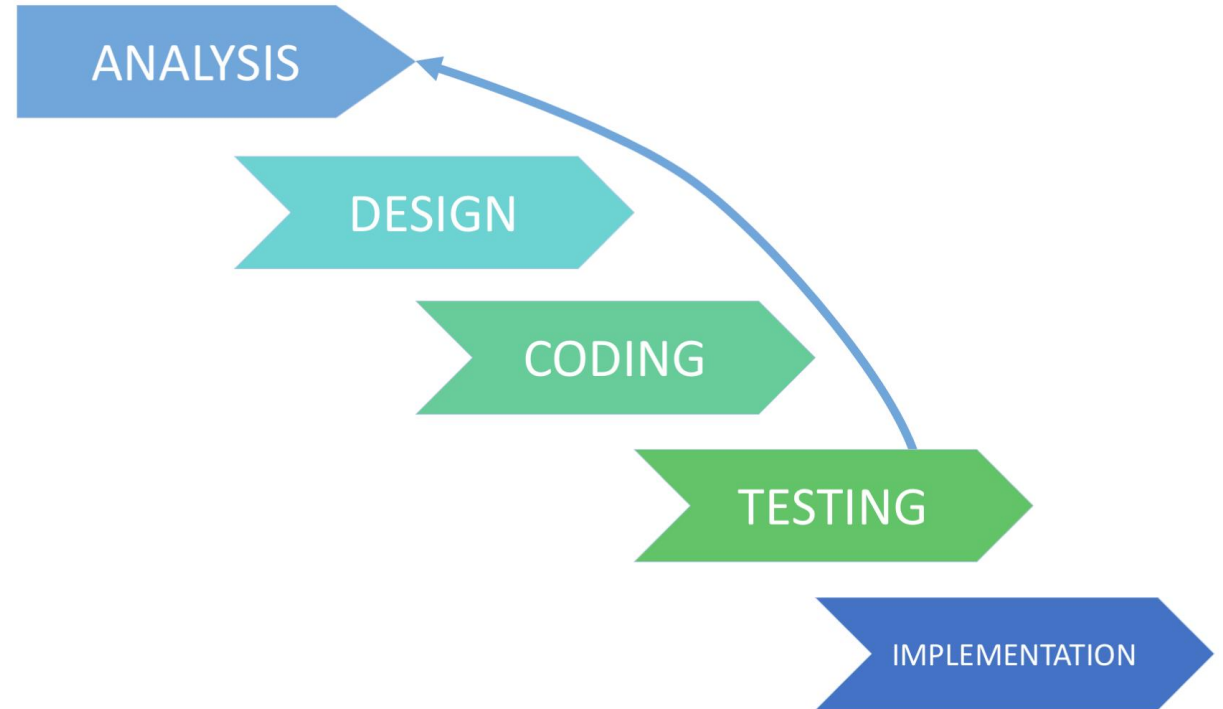 ANALYSIS
DESIGN
CODING
TESTING
IMPLEMENTATION